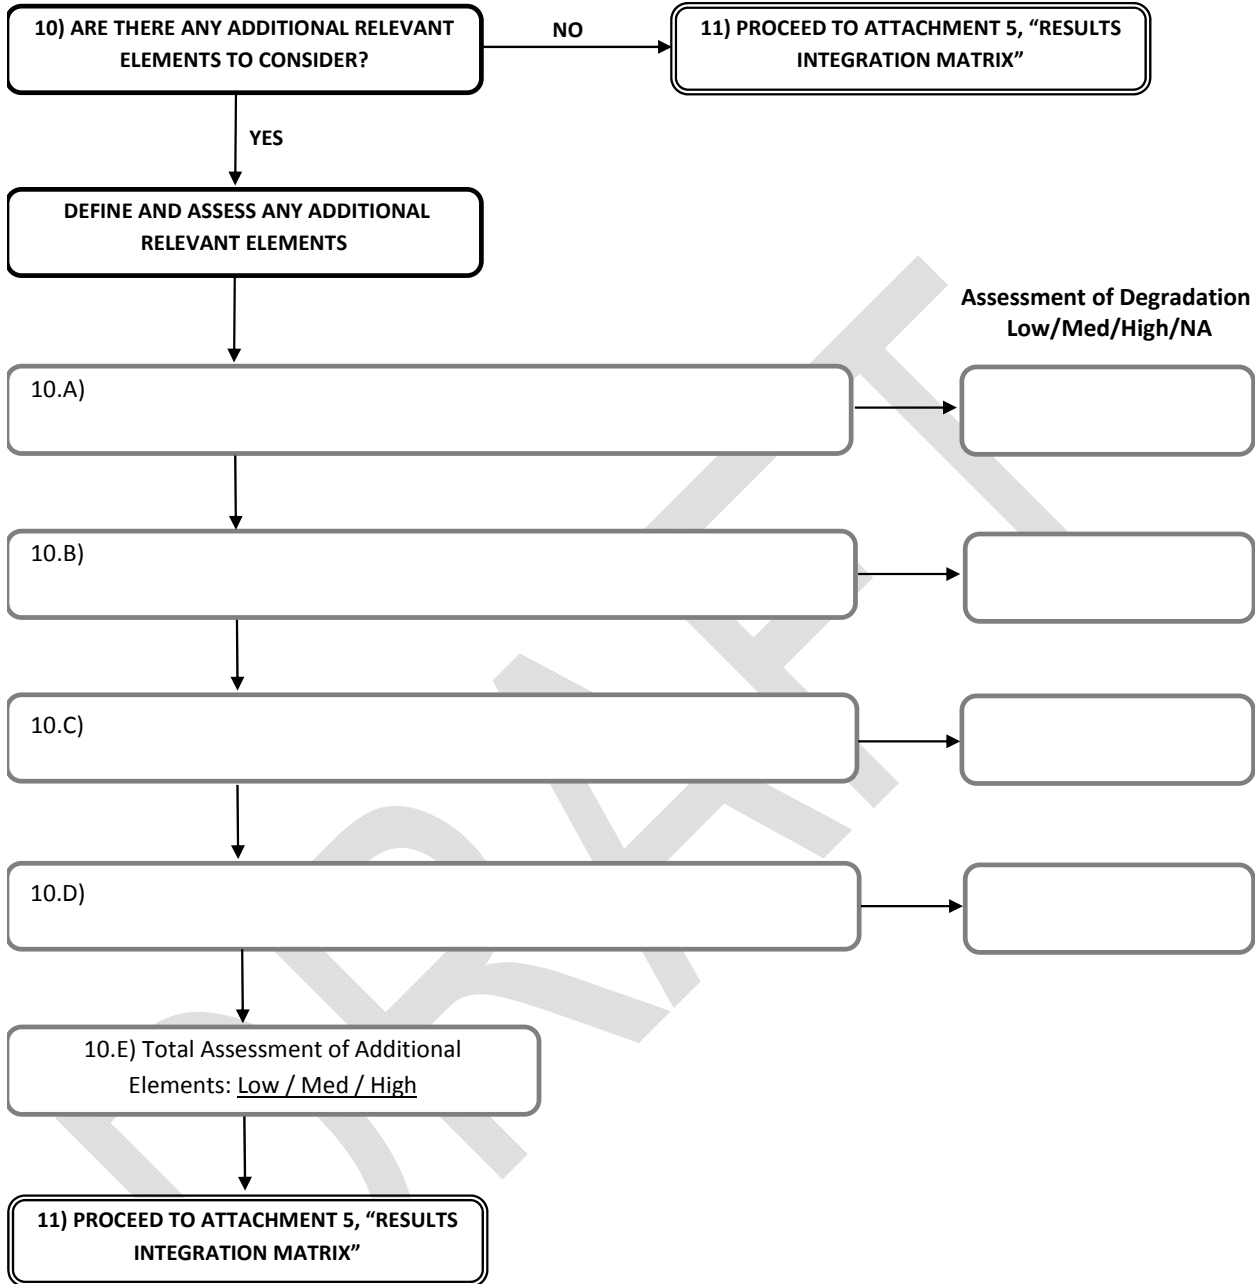 10) ARE THERE ANY ADDITIONAL RELEVANT
ELEMENTS TO CONSIDER?
NO
11) PROCEED TO ATTACHMENT 5, “RESULTS
INTEGRATION MATRIX”
YES
DEFINE AND ASSESS ANY ADDITIONAL
RELEVANT ELEMENTS
Assessment of Degradation
Low/Med/High/NA
10.A)
10.B)
10.C)
10.D)
10.E) Total Assessment of Additional
Elements: Low / Med / High
11) PROCEED TO ATTACHMENT 5, “RESULTS
INTEGRATION MATRIX”
DRAFT